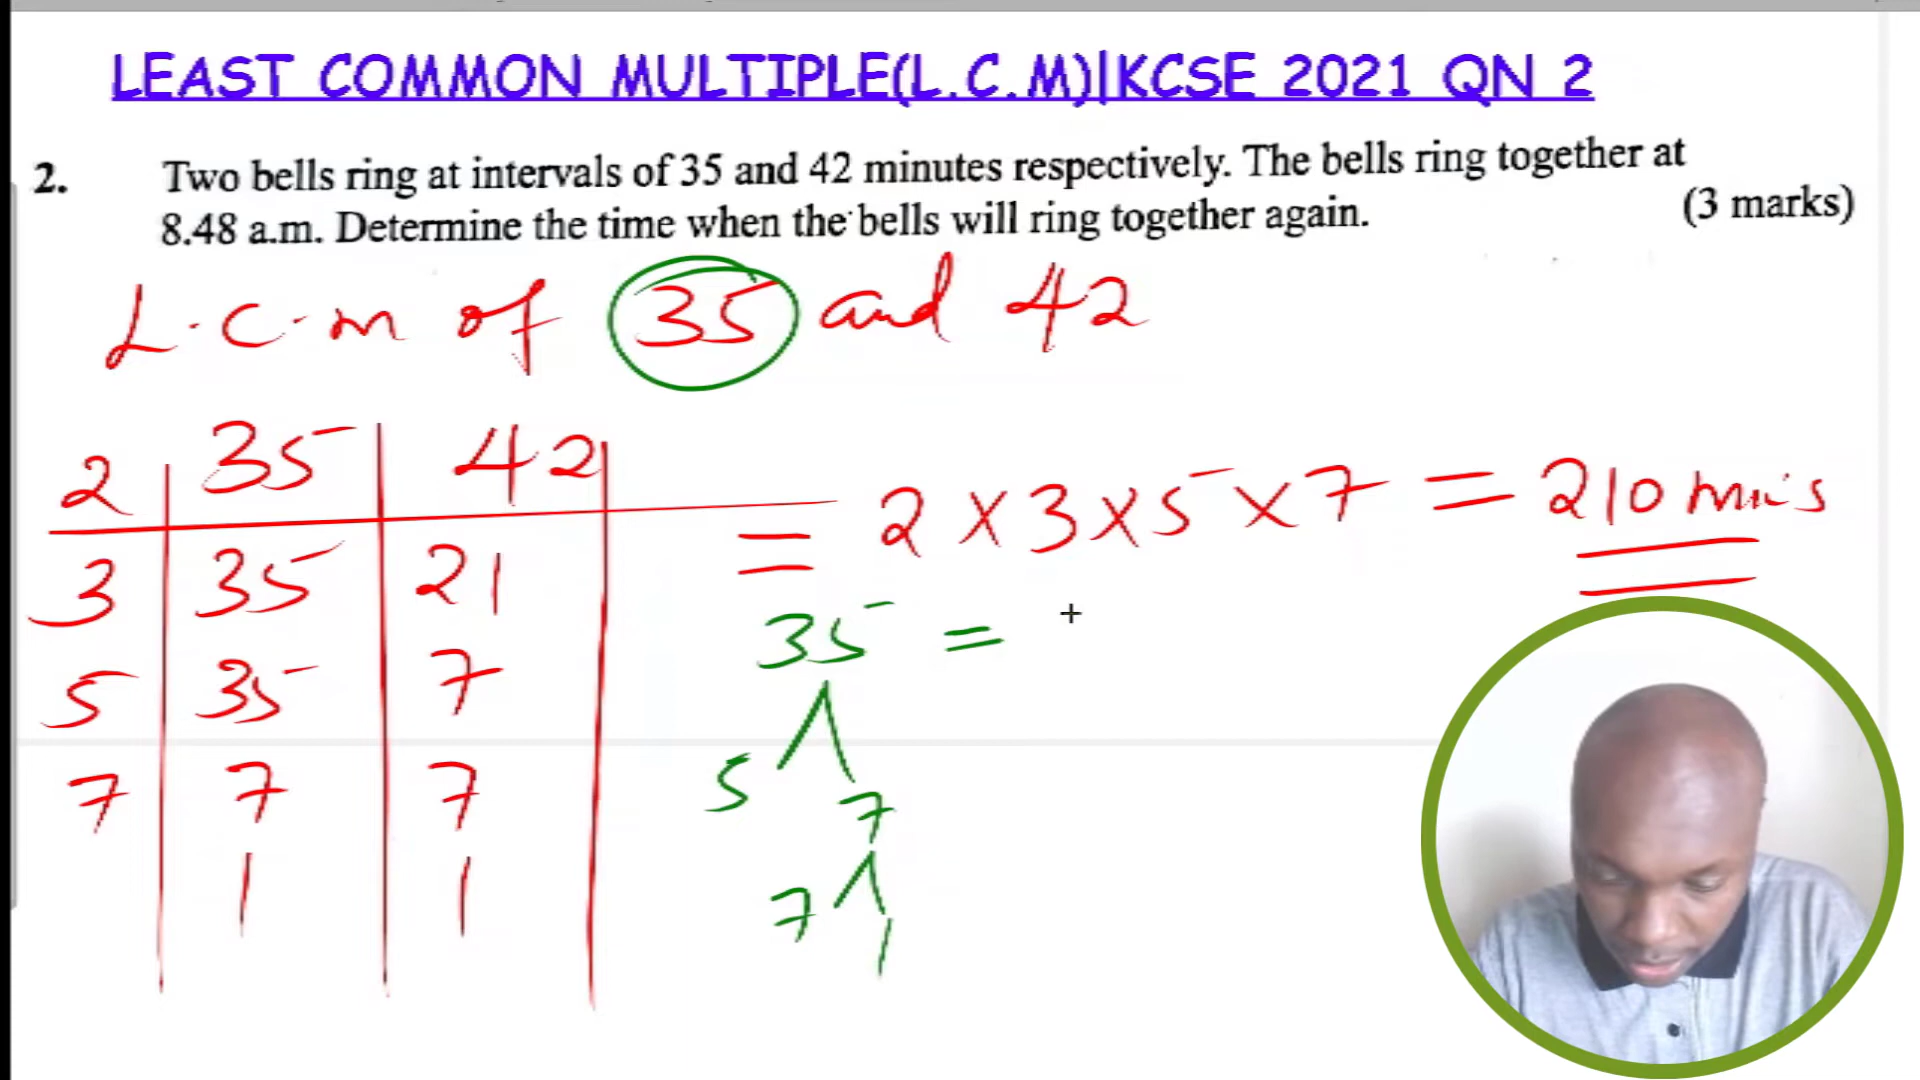 LEAST COMMON MULTIPLE(L.C.M)|KCSE 2021 QN 2
2. Two bells ring at intervals of 35 and 42 minutes respectively. The bells ring together at
8.48 a.m. Determine the time when the bells will ring together again. (3 marks)
L.C.M of 35 and 42
2 35 42
= 2 x 3 x 5 x 7 = 210 mins
3 35 21
35 =
5 35 7
5 7
7 7 7
1 1
7 1